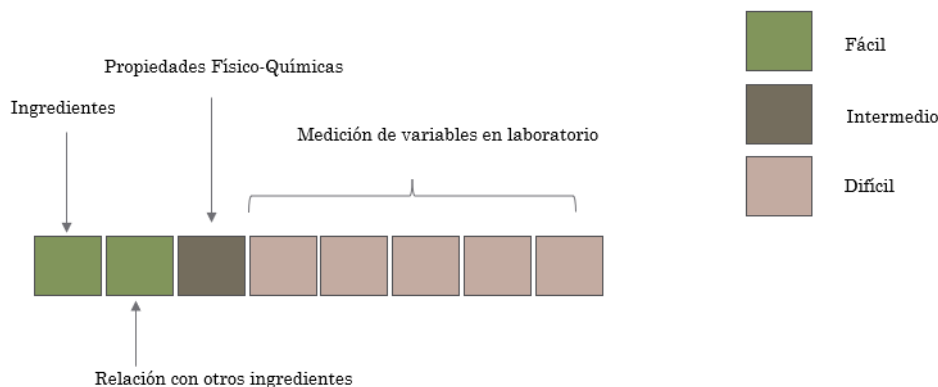 Propiedades Físico-Químicas
Ingredientes
Medición de variables en laboratorio
Relación con otros ingredientes
Fácil
Intermedio
Difícil